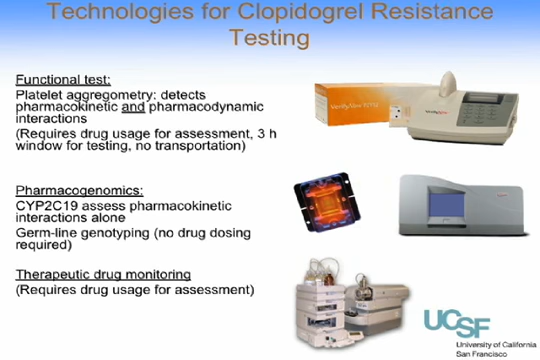 Technologies for Clopidogrel Resistance
Testing
Functional test:
Platelet aggregometry: detects
pharmacokinetic and pharmacodynamic
interactions
(Requires drug usage for assessment, 3 h
window for testing, no transportation)
VerifyNow
Pharmacogenomics:
CYP2C19 assess pharmacokinetic
interactions alone
Germ-line genotyping (no drug dosing
required)
Therapeutic drug monitoring
(Requires drug usage for assessment)
UCSF
University of California
San Francisco